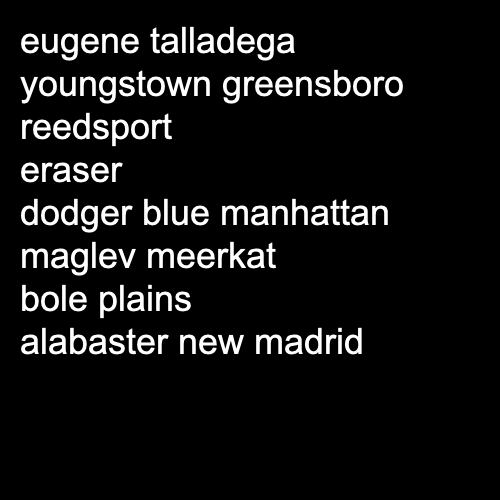 eugene talladega
youngstown greensboro
reedsport
eraser
dodger blue manhattan
maglev meerkat
bole plains
alabaster new madrid